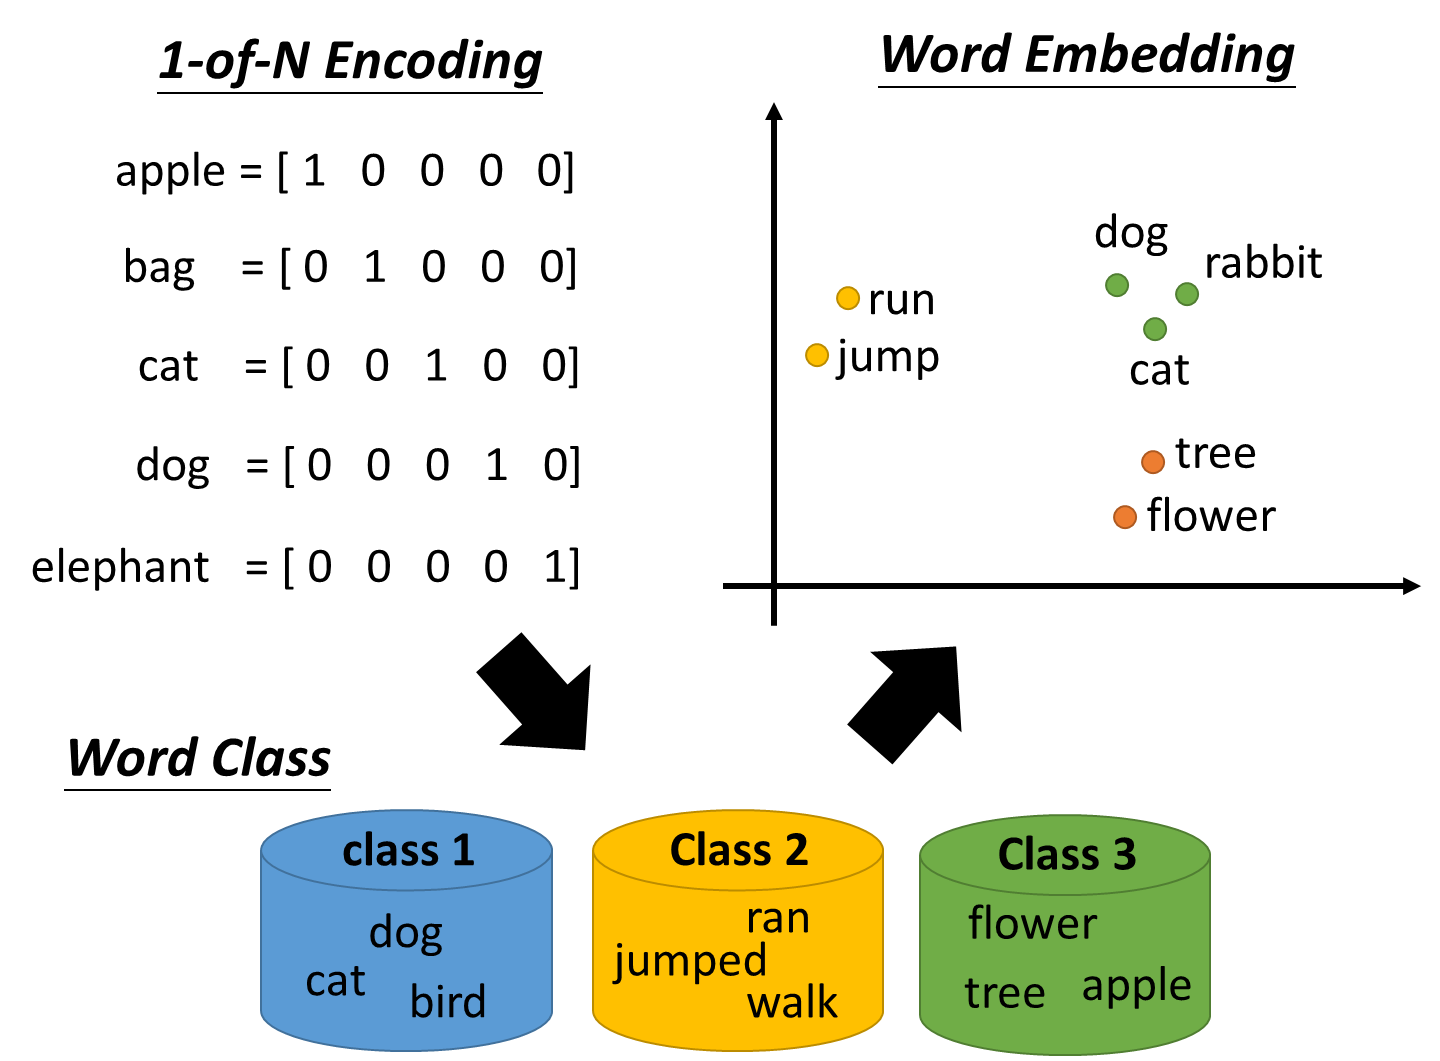 1-of-N Encoding
apple = [ 1 0 0 0 0]
bag = [ 0 1 0 0 0]
cat = [ 0 0 1 0 0]
dog = [ 0 0 0 1 0]
elephant = [ 0 0 0 0 1]
Word Embedding
dog
rabbit
run
jump
cat
tree
flower
Word Class
class 1
dog
cat
bird
Class 2
ran
jumped
walk
Class 3
flower
tree
apple